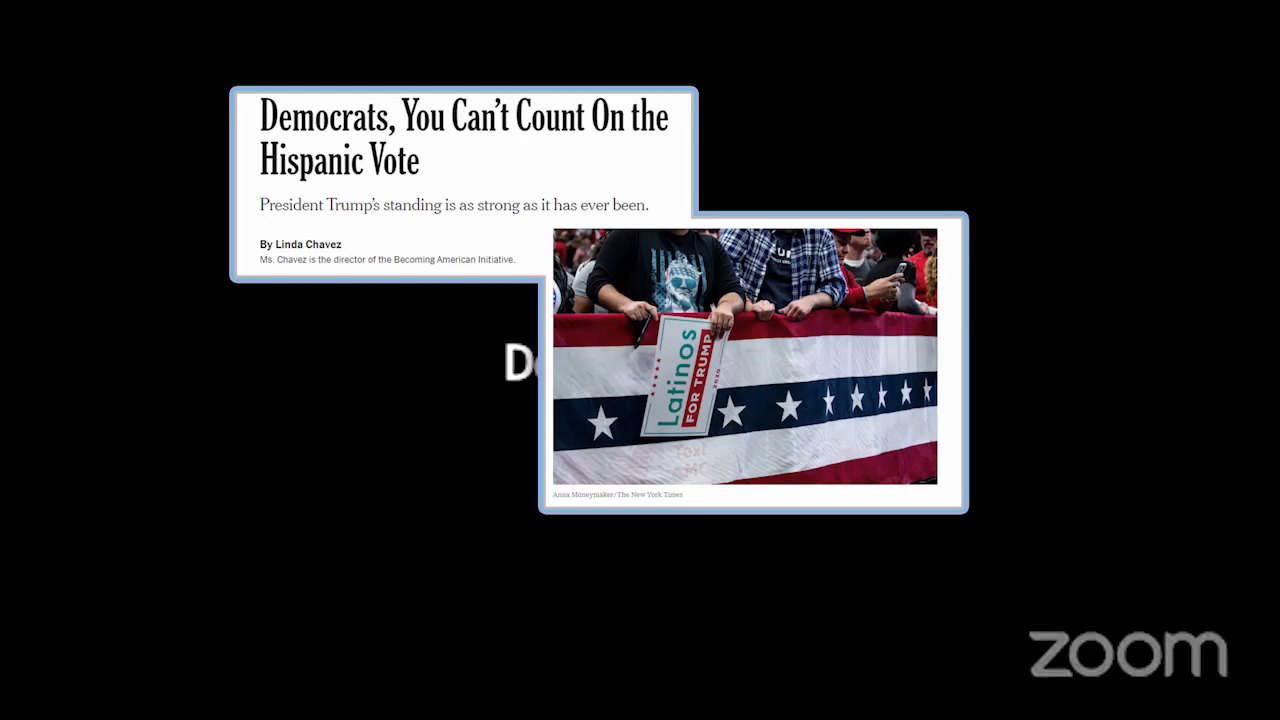 Democrats, You Can't Count On the
Hispanic Vote
President Trump's standing is as strong as it has ever been.
By Linda Chavez
Ms. Chavez is the director of the Becoming American Initiative.
Latinos
FOR TRUMP
2020
Anna Moneymaker/The New York Times
zoom